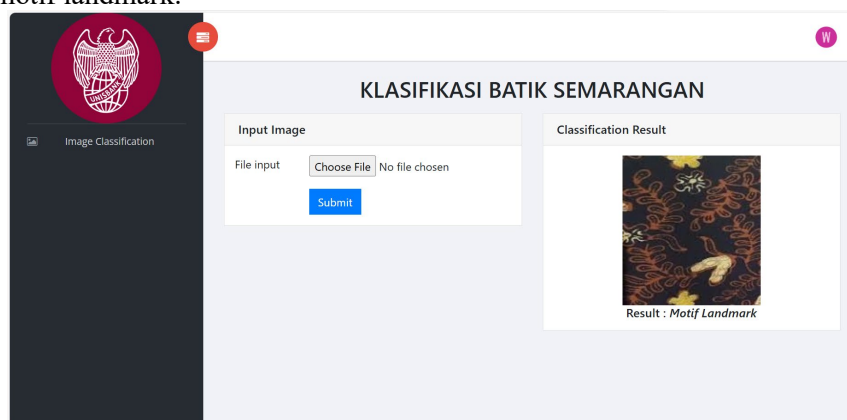 motif landmark.
UNISBANK
W
KLASIFIKASI BATIK SEMARANGAN
Image Classification
Input Image
File input
Choose File No file chosen
Submit
Classification Result
Result : Motif Landmark